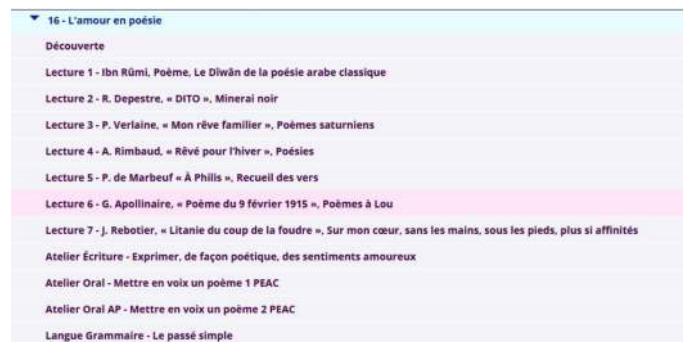 16 - L'amour en poésie
Découverte
Lecture 1 - Ibn Rûmi, Poème, Le Dîwân de la poésie arabe classique
Lecture 2 - R. Depestre, « DITO », Minerai noir
Lecture 3 - P. Verlaine, « Mon rêve familier », Poèmes saturniens
Lecture 4 - A. Rimbaud, « Rêvé pour l'hiver », Poésies
Lecture 5 - P. de Marbeuf « À Philis », Recueil des vers
Lecture 6 - G. Apollinaire, « Poème du 9 février 1915 », Poèmes à Lou
Lecture 7 - J. Rebotier, « Litanie du coup de la foudre », Sur mon cœur, sans les mains, sous les pieds, plus si affinités
Atelier Écriture - Exprimer, de façon poétique, des sentiments amoureux
Atelier Oral - Mettre en voix un poème 1 PEAC
Atelier Oral AP - Mettre en voix un poème 2 PEAC
Langue Grammaire - Le passé simple